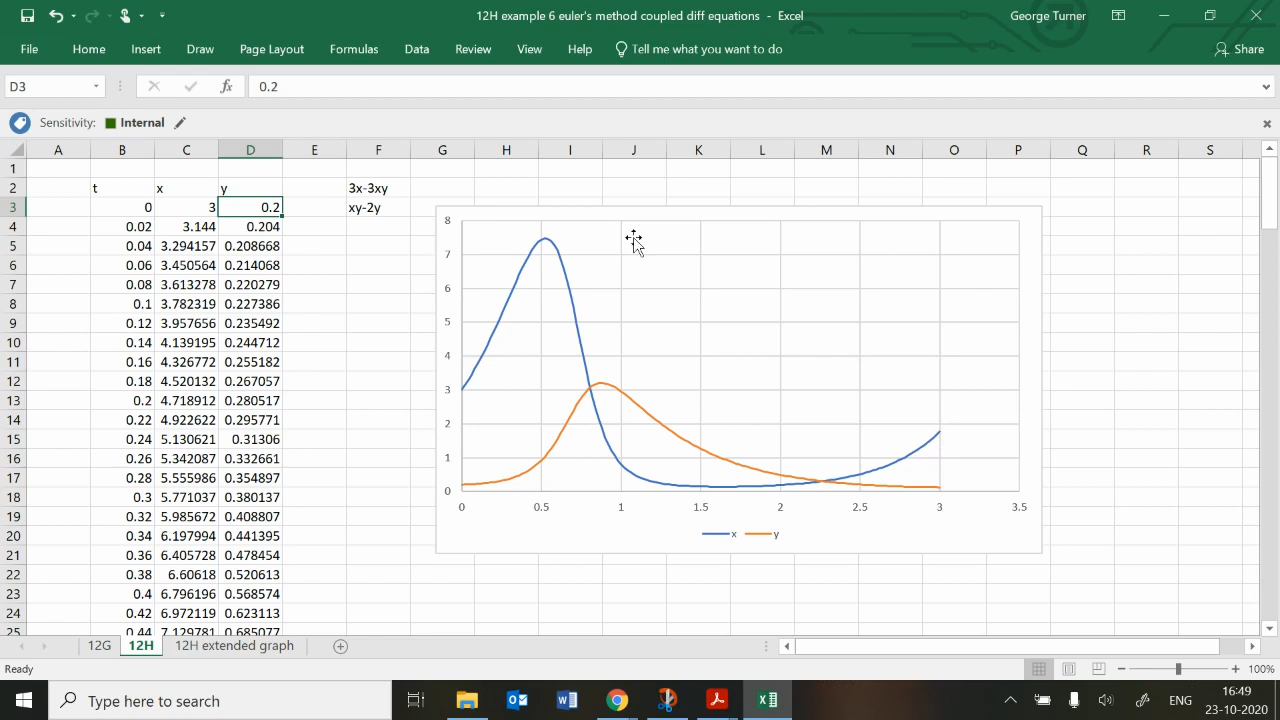 12H example 6 euler's method coupled diff equations - Excel
George Turner
File Home Insert Draw Page Layout Formulas Data Review View Help Tell me what you want to do Share
D3 fx 0.2
Sensitivity: Internal
A B C D E F G H I J K L M N O P Q R S
1
2 t x y 3x-3xy
3 0 3 0.2 xy-2y
4 0.02 3.144 0.204
5 0.04 3.294157 0.208668
6 0.06 3.450564 0.214068
7 0.08 3.613278 0.220279
8 0.1 3.782319 0.227386
9 0.12 3.957656 0.235492
10 0.14 4.139195 0.244712
11 0.16 4.326772 0.255182
12 0.18 4.520132 0.267057
13 0.2 4.718912 0.280517
14 0.22 4.922622 0.295771
15 0.24 5.130621 0.31306
16 0.26 5.342087 0.332661
17 0.28 5.555986 0.354897
18 0.3 5.771037 0.380137
19 0.32 5.985672 0.408807
20 0.34 6.197994 0.441395
21 0.36 6.405728 0.478454
22 0.38 6.60618 0.520613
23 0.4 6.796196 0.568574
24 0.42 6.972119 0.623113
25 0.44 7.129781 0.685077
8
7
6
5
4
3
2
1
0
0 0.5 1 1.5 2 2.5 3 3.5
x y
12G 12H 12H extended graph
Ready 100%
Type here to search
ENG
16:49
23-10-2020